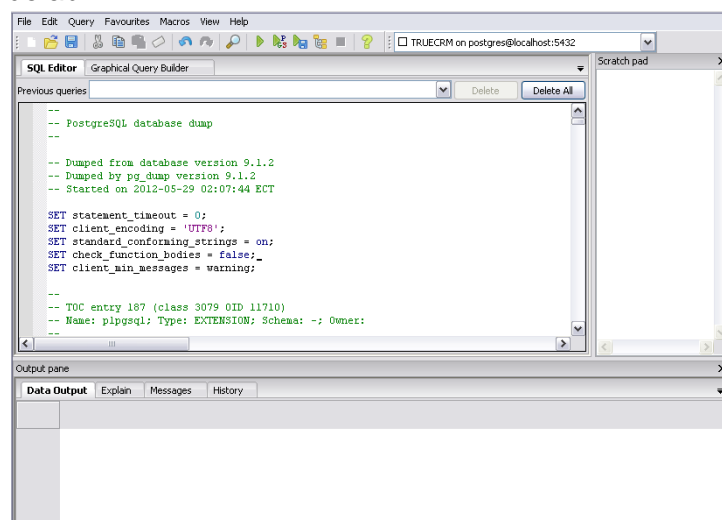 File Edit Query Favourites Macros View Help
TRUECRM on postgres@localhost:5432
SQL Editor Graphical Query Builder
Scratch pad
Previous queries Delete Delete All
--
-- PostgreSQL database dump
--
-- Dumped from database version 9.1.2
-- Dumped by pg_dump version 9.1.2
-- Started on 2012-05-29 02:07:44 ECT
SET statement_timeout = 0;
SET client_encoding = 'UTF8';
SET standard_conforming_strings = on;
SET check_function_bodies = false;
SET client_min_messages = warning;
--
-- TOC entry 187 (class 3079 OID 11710)
-- Name: plpgsql; Type: EXTENSION; Schema: -; Owner:
--
Output pane
Data Output Explain Messages History